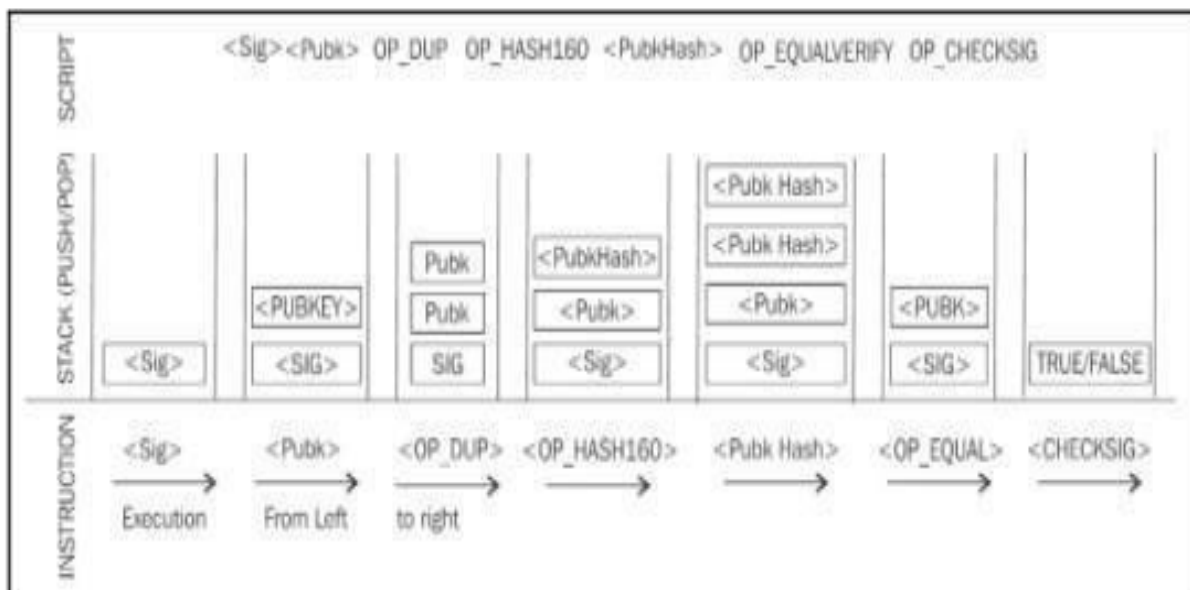 SCRIPT
<Sig><Pubk> OP_DUP OP_HASH160 <PubkHash> OP_EQUALVERIFY OP_CHECKSIG
STACK (PUSH/POP)
<Sig>
<PUBKEY>
<SIG>
Pubk
Pubk
SIG
<PubkHash>
<Pubk>
<Sig>
<Pubk Hash>
<Pubk Hash>
<Pubk>
<Sig>
<PUBK>
<SIG>
TRUE/FALSE
INSTRUCTION
<Sig> <Pubk> <OP_DUP> <OP_HASH160> <Pubk Hash> <OP_EQUAL> <CHECKSIG>
Execution From Left to right